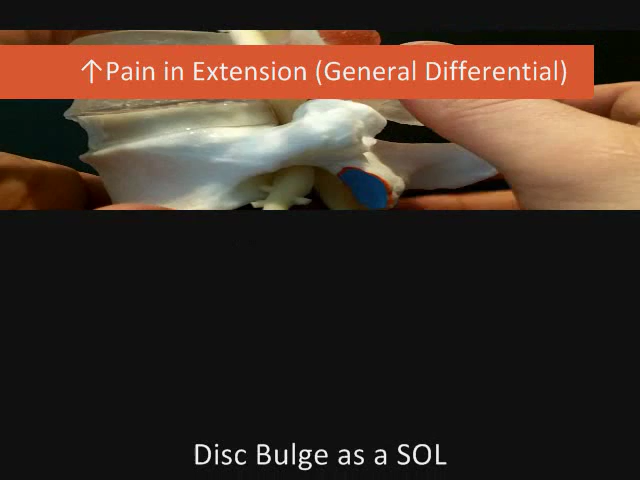 ↑Pain in Extension (General Differential)
Disc Bulge as a SOL